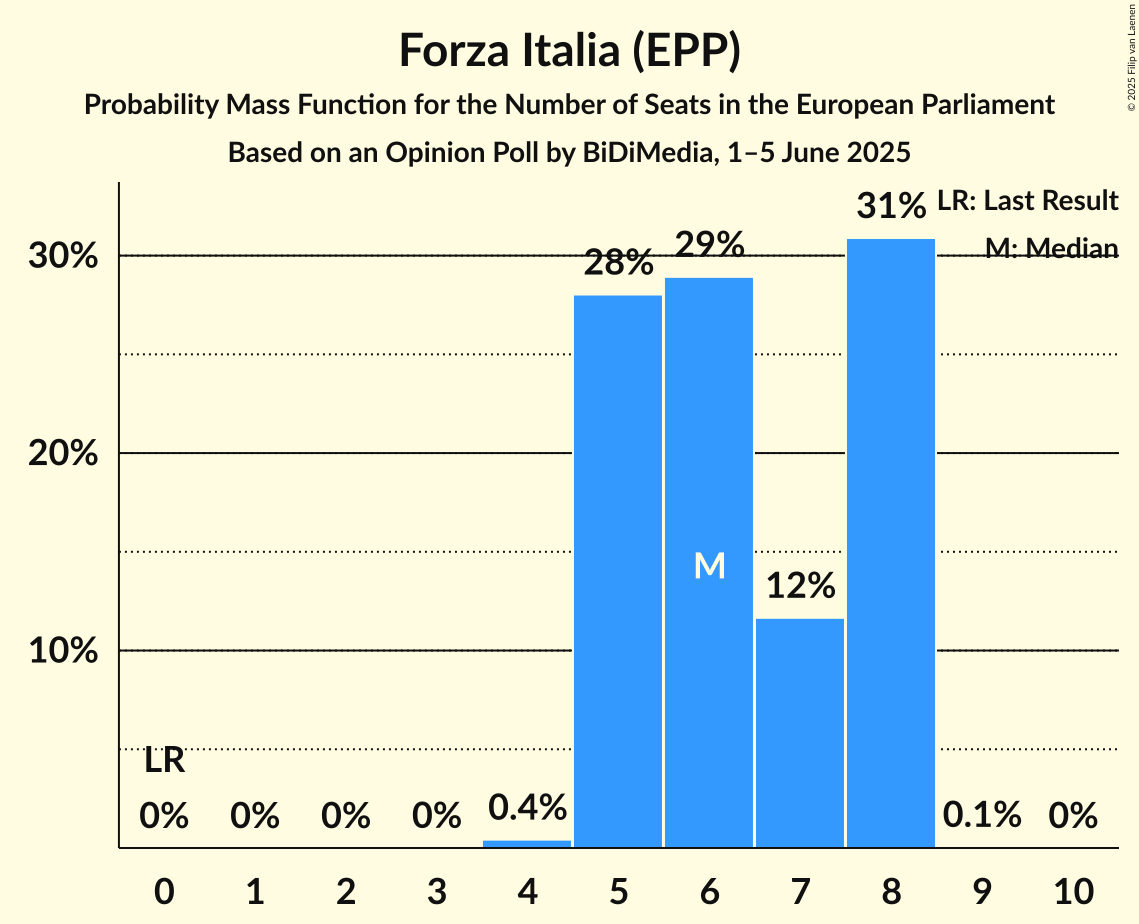 Forza Italia (EPP)
Probability Mass Function for the Number of Seats in the European Parliament
Based on an Opinion Poll by BiDiMedia, 1–5 June 2025
© 2025 Filip van Laenen
LR: Last Result
M: Median
30%
20%
10%
LR
0%
0%
0%
0%
0.4%
28%
29%
M
12%
31%
0.1%
0%
0 1 2 3 4 5 6 7 8 9 10